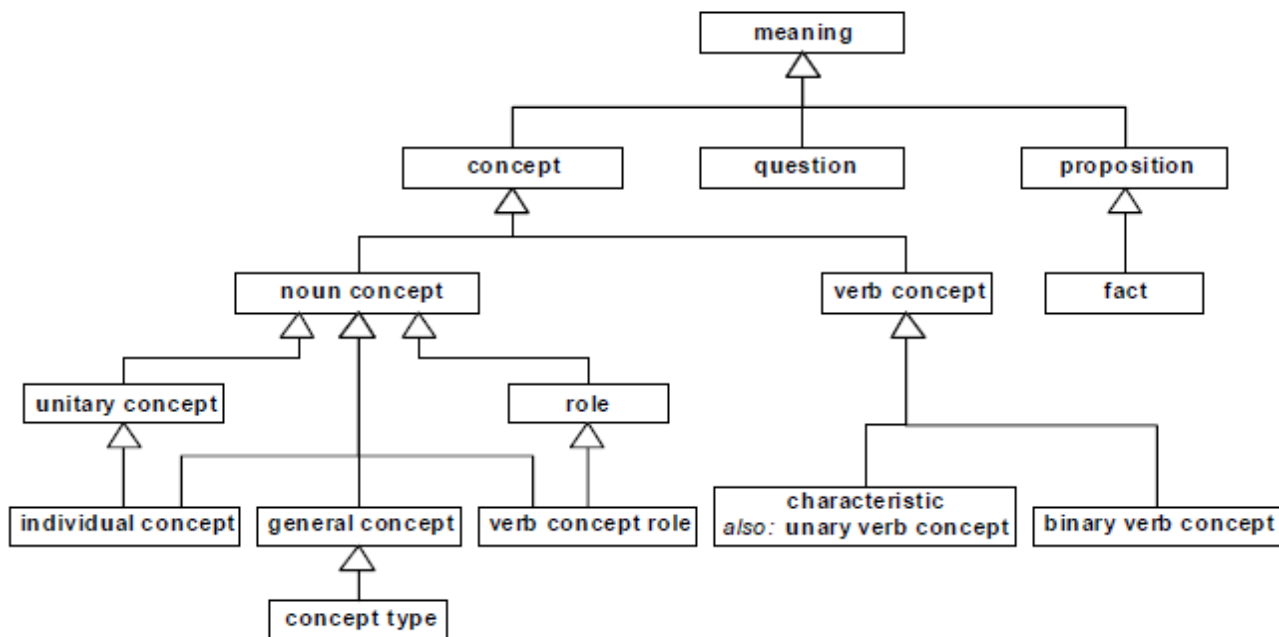 meaning
concept
question
proposition
noun concept
verb concept
fact
unitary concept
role
individual concept
general concept
verb concept role
characteristic
also: unary verb concept
binary verb concept
concept type